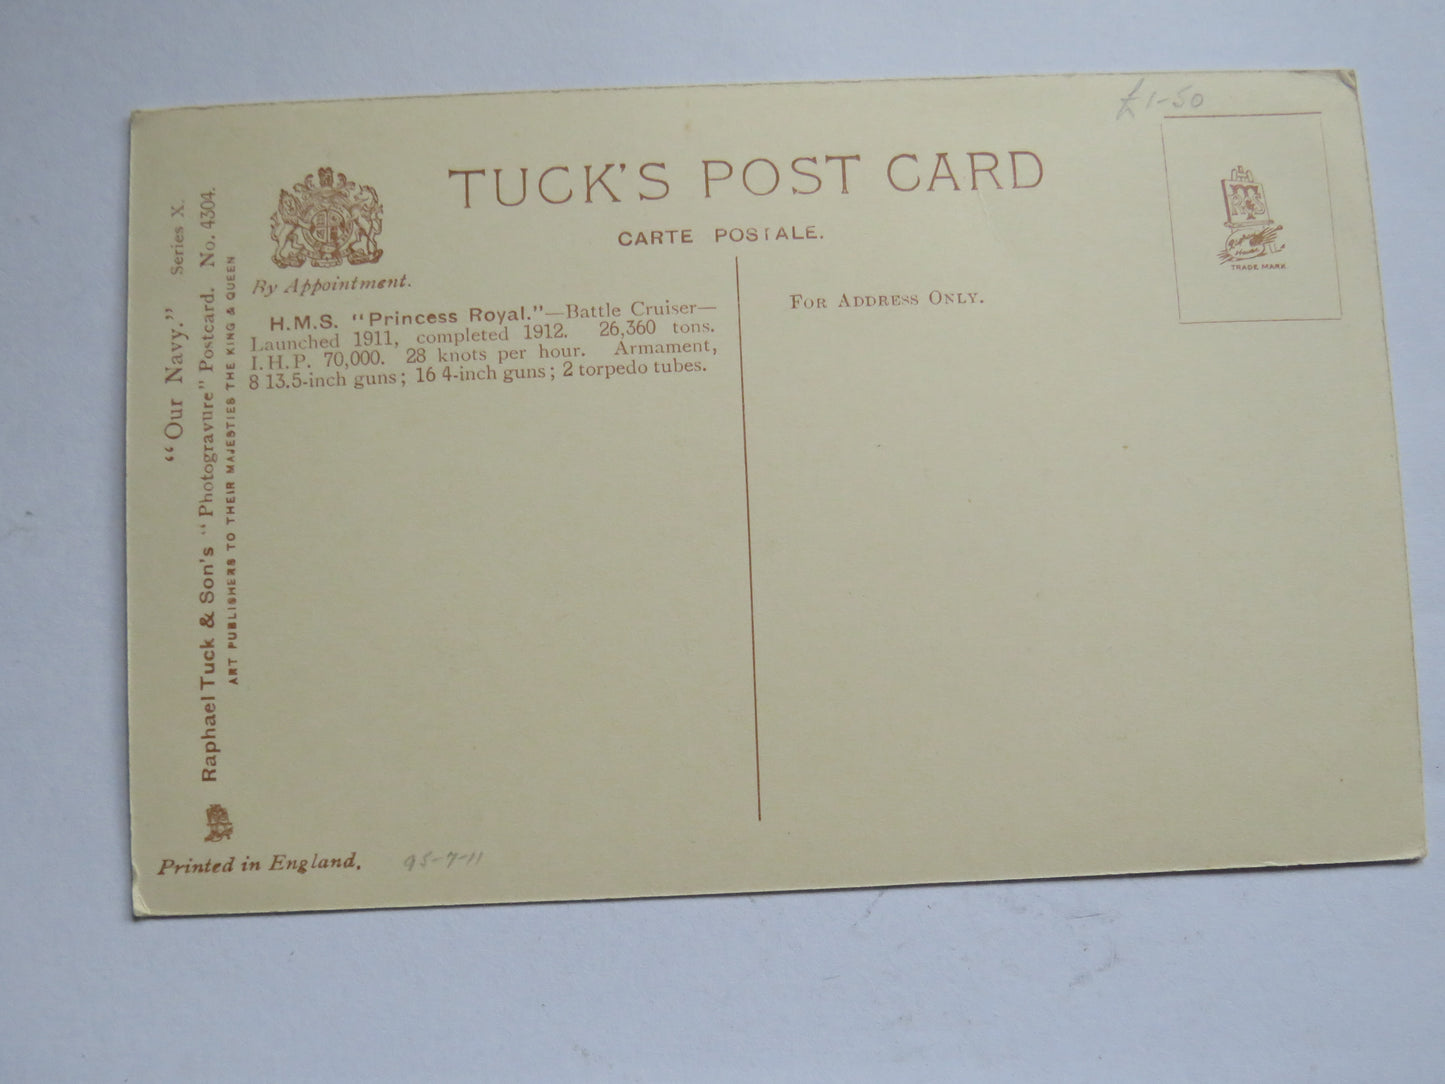 £1-50
TUCK'S POST CARD
CARTE POSTALE.
By Appointment.
H.M.S. "Princess Royal."—Battle Cruiser—
Launched 1911, completed 1912. 26,360 tons.
I.H.P. 70,000. 28 knots per hour. Armament,
8 13.5-inch guns; 16 4-inch guns; 2 torpedo tubes.
FOR ADDRESS ONLY.
TRADE MARK
"Our Navy." Series X.
Raphael Tuck & Son's "Photogravure" Postcard. No. 4304.
ART PUBLISHERS TO THEIR MAJESTIES THE KING & QUEEN
Printed in England.
95-7-11